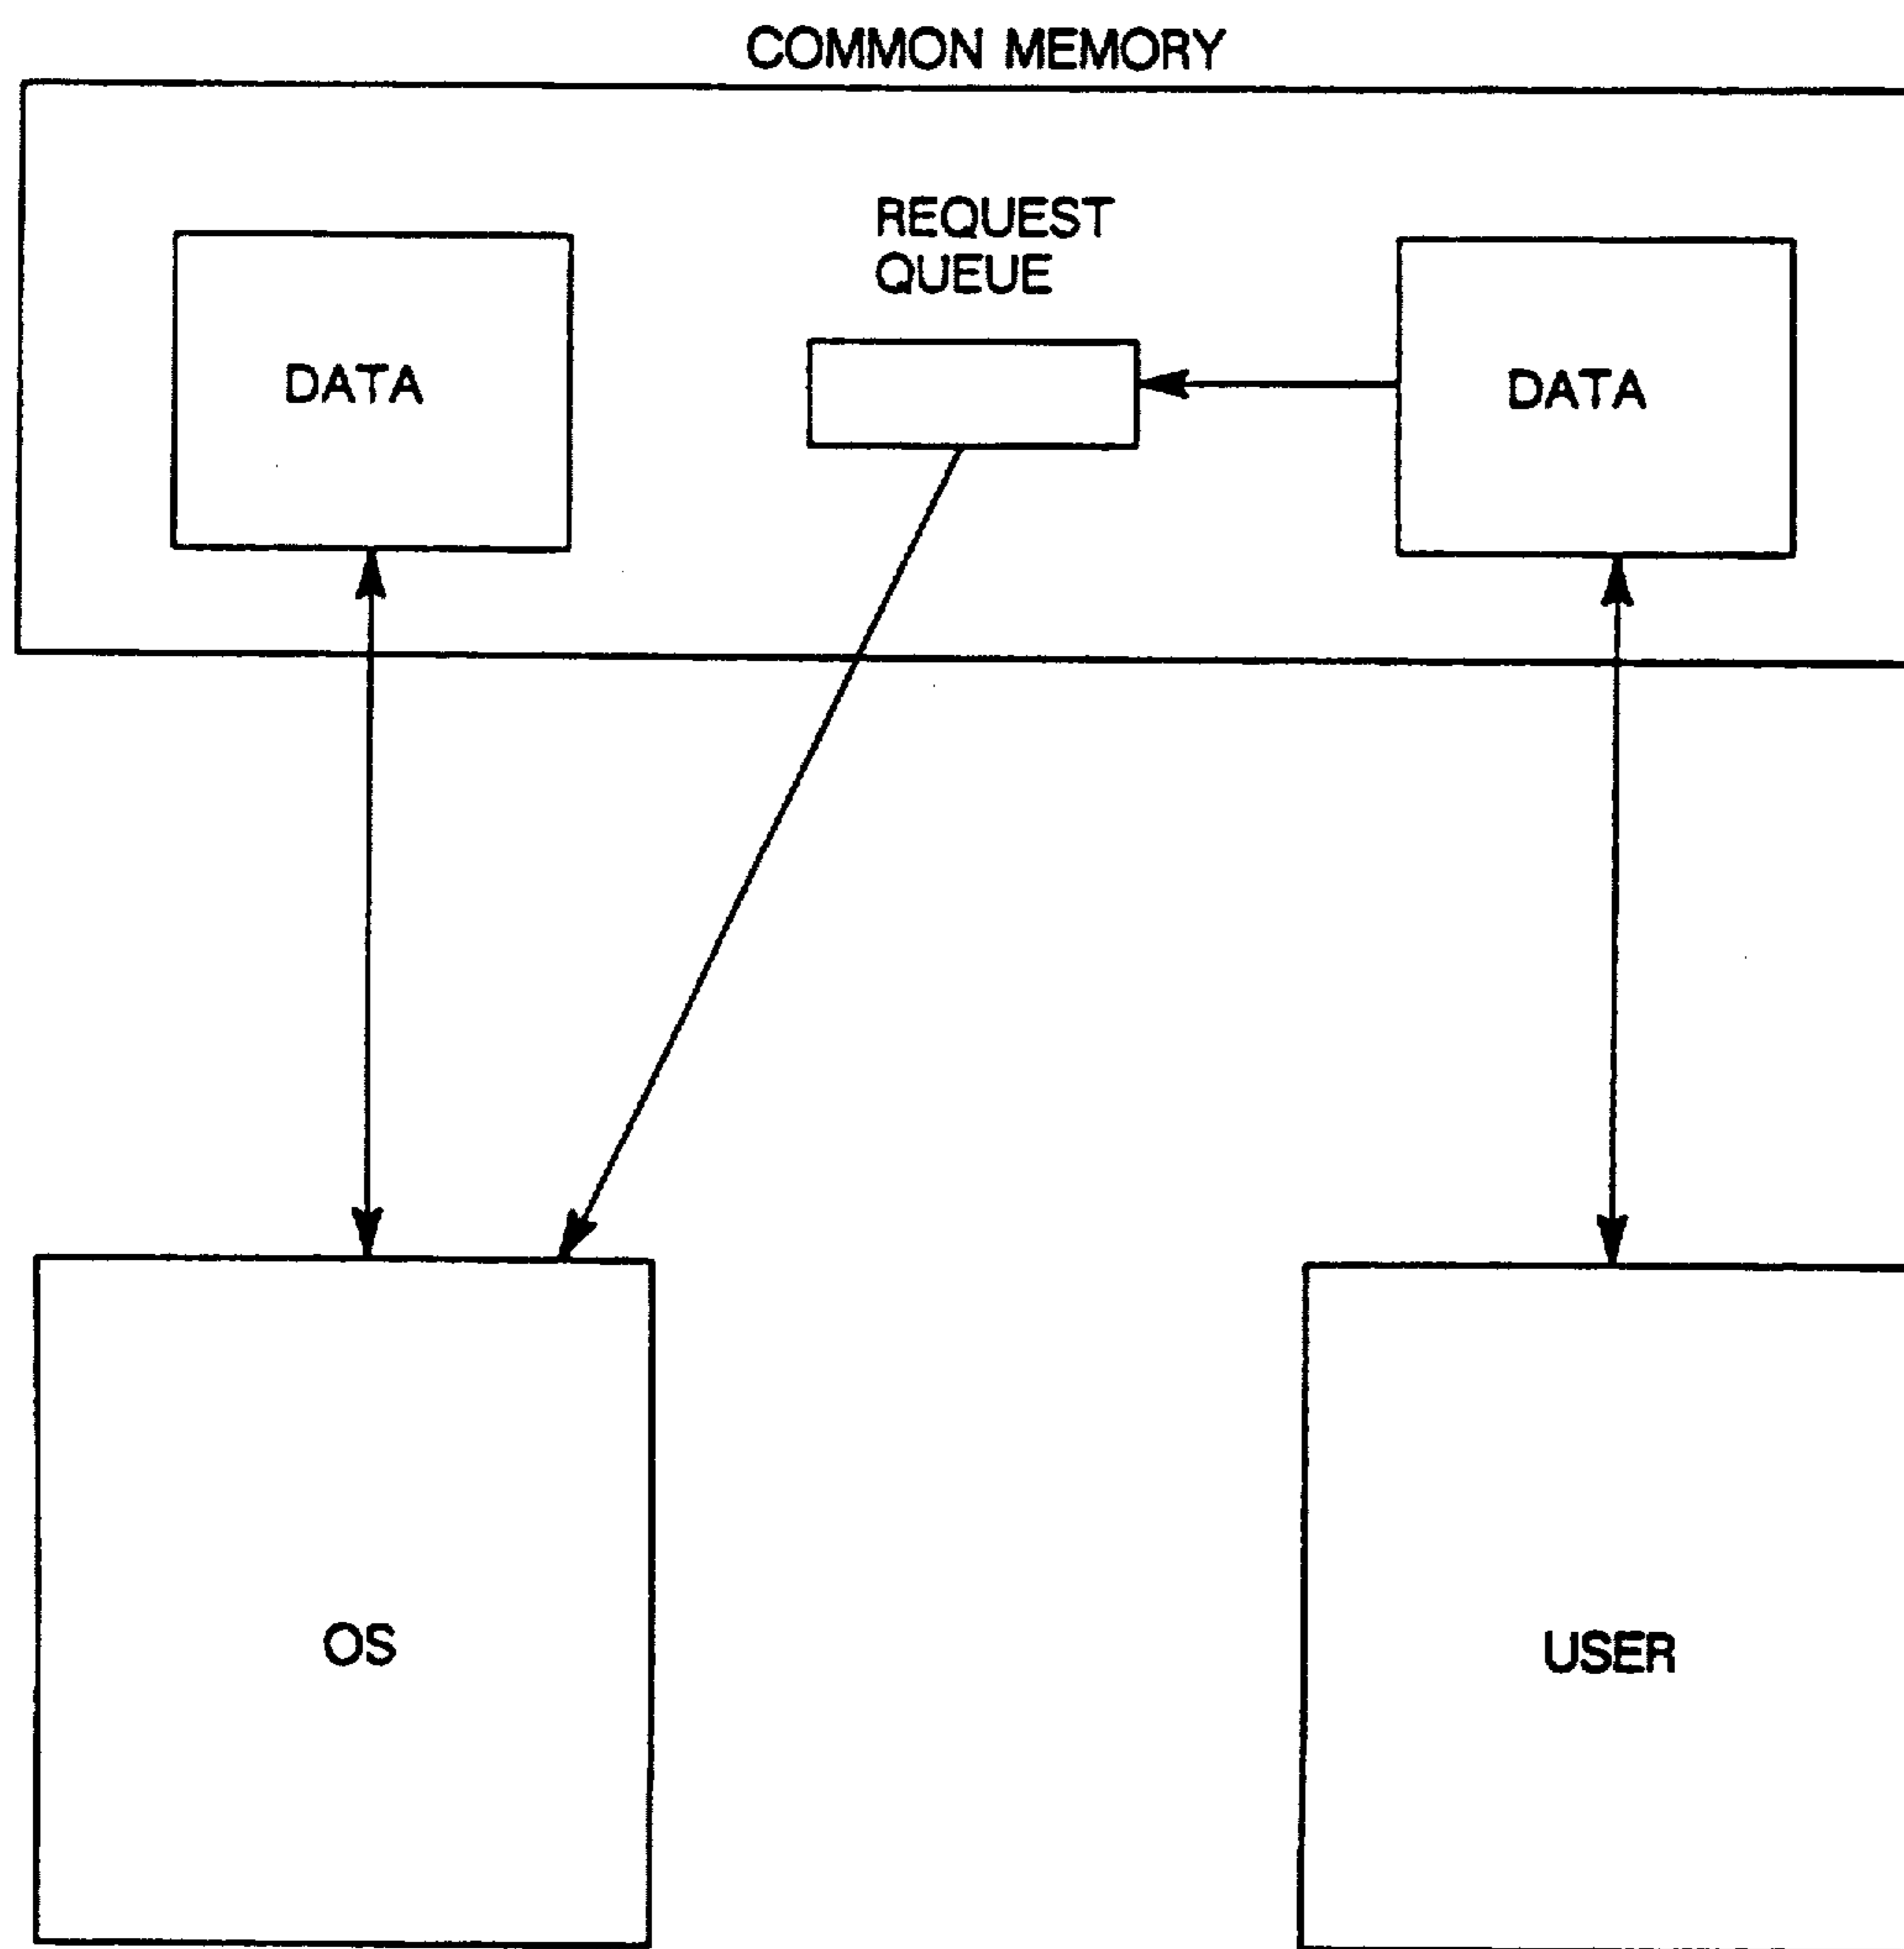 COMMON MEMORY
REQUEST
QUEUE
DATA
DATA
OS
USER